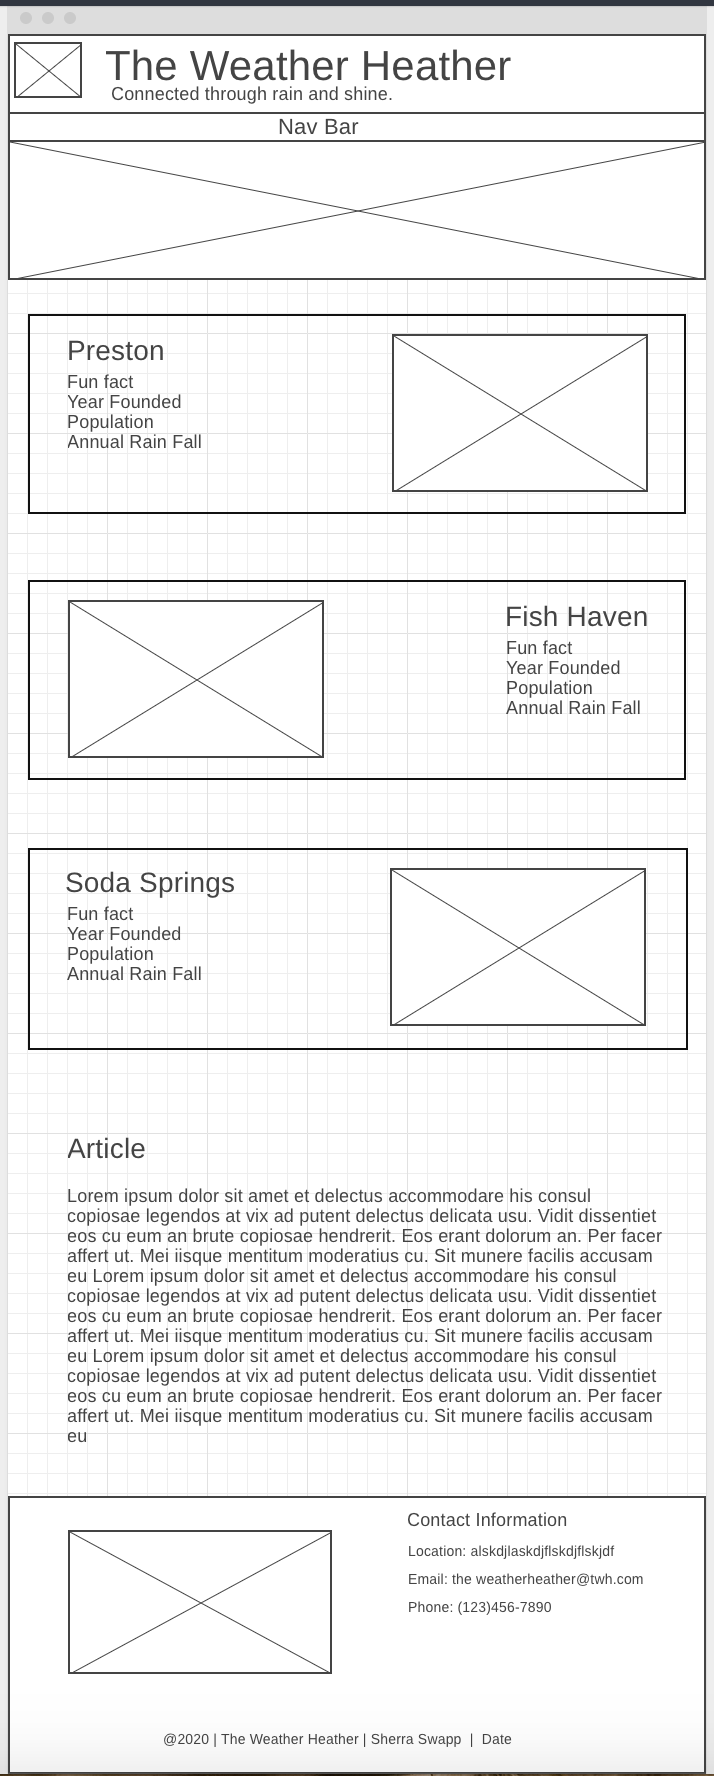 The Weather Heather
Connected through rain and shine.
Nav Bar
Preston
Fun fact
Year Founded
Population
Annual Rain Fall
Fish Haven
Fun fact
Year Founded
Population
Annual Rain Fall
Soda Springs
Fun fact
Year Founded
Population
Annual Rain Fall
Article
Lorem ipsum dolor sit amet et delectus accommodare his consul
copiosae legendos at vix ad putent delectus delicata usu. Vidit dissentiet
eos cu eum an brute copiosae hendrerit. Eos erant dolorum an. Per facer
affert ut. Mei iisque mentitum moderatius cu. Sit munere facilis accusam
eu Lorem ipsum dolor sit amet et delectus accommodare his consul
copiosae legendos at vix ad putent delectus delicata usu. Vidit dissentiet
eos cu eum an brute copiosae hendrerit. Eos erant dolorum an. Per facer
affert ut. Mei iisque mentitum moderatius cu. Sit munere facilis accusam
eu Lorem ipsum dolor sit amet et delectus accommodare his consul
copiosae legendos at vix ad putent delectus delicata usu. Vidit dissentiet
eos cu eum an brute copiosae hendrerit. Eos erant dolorum an. Per facer
affert ut. Mei iisque mentitum moderatius cu. Sit munere facilis accusam
eu
Contact Information
Location: alskdjlaskdjflskdjflskjdf
Email: the weatherheather@twh.com
Phone: (123)456-7890
@2020 | The Weather Heather | Sherra Swapp | Date